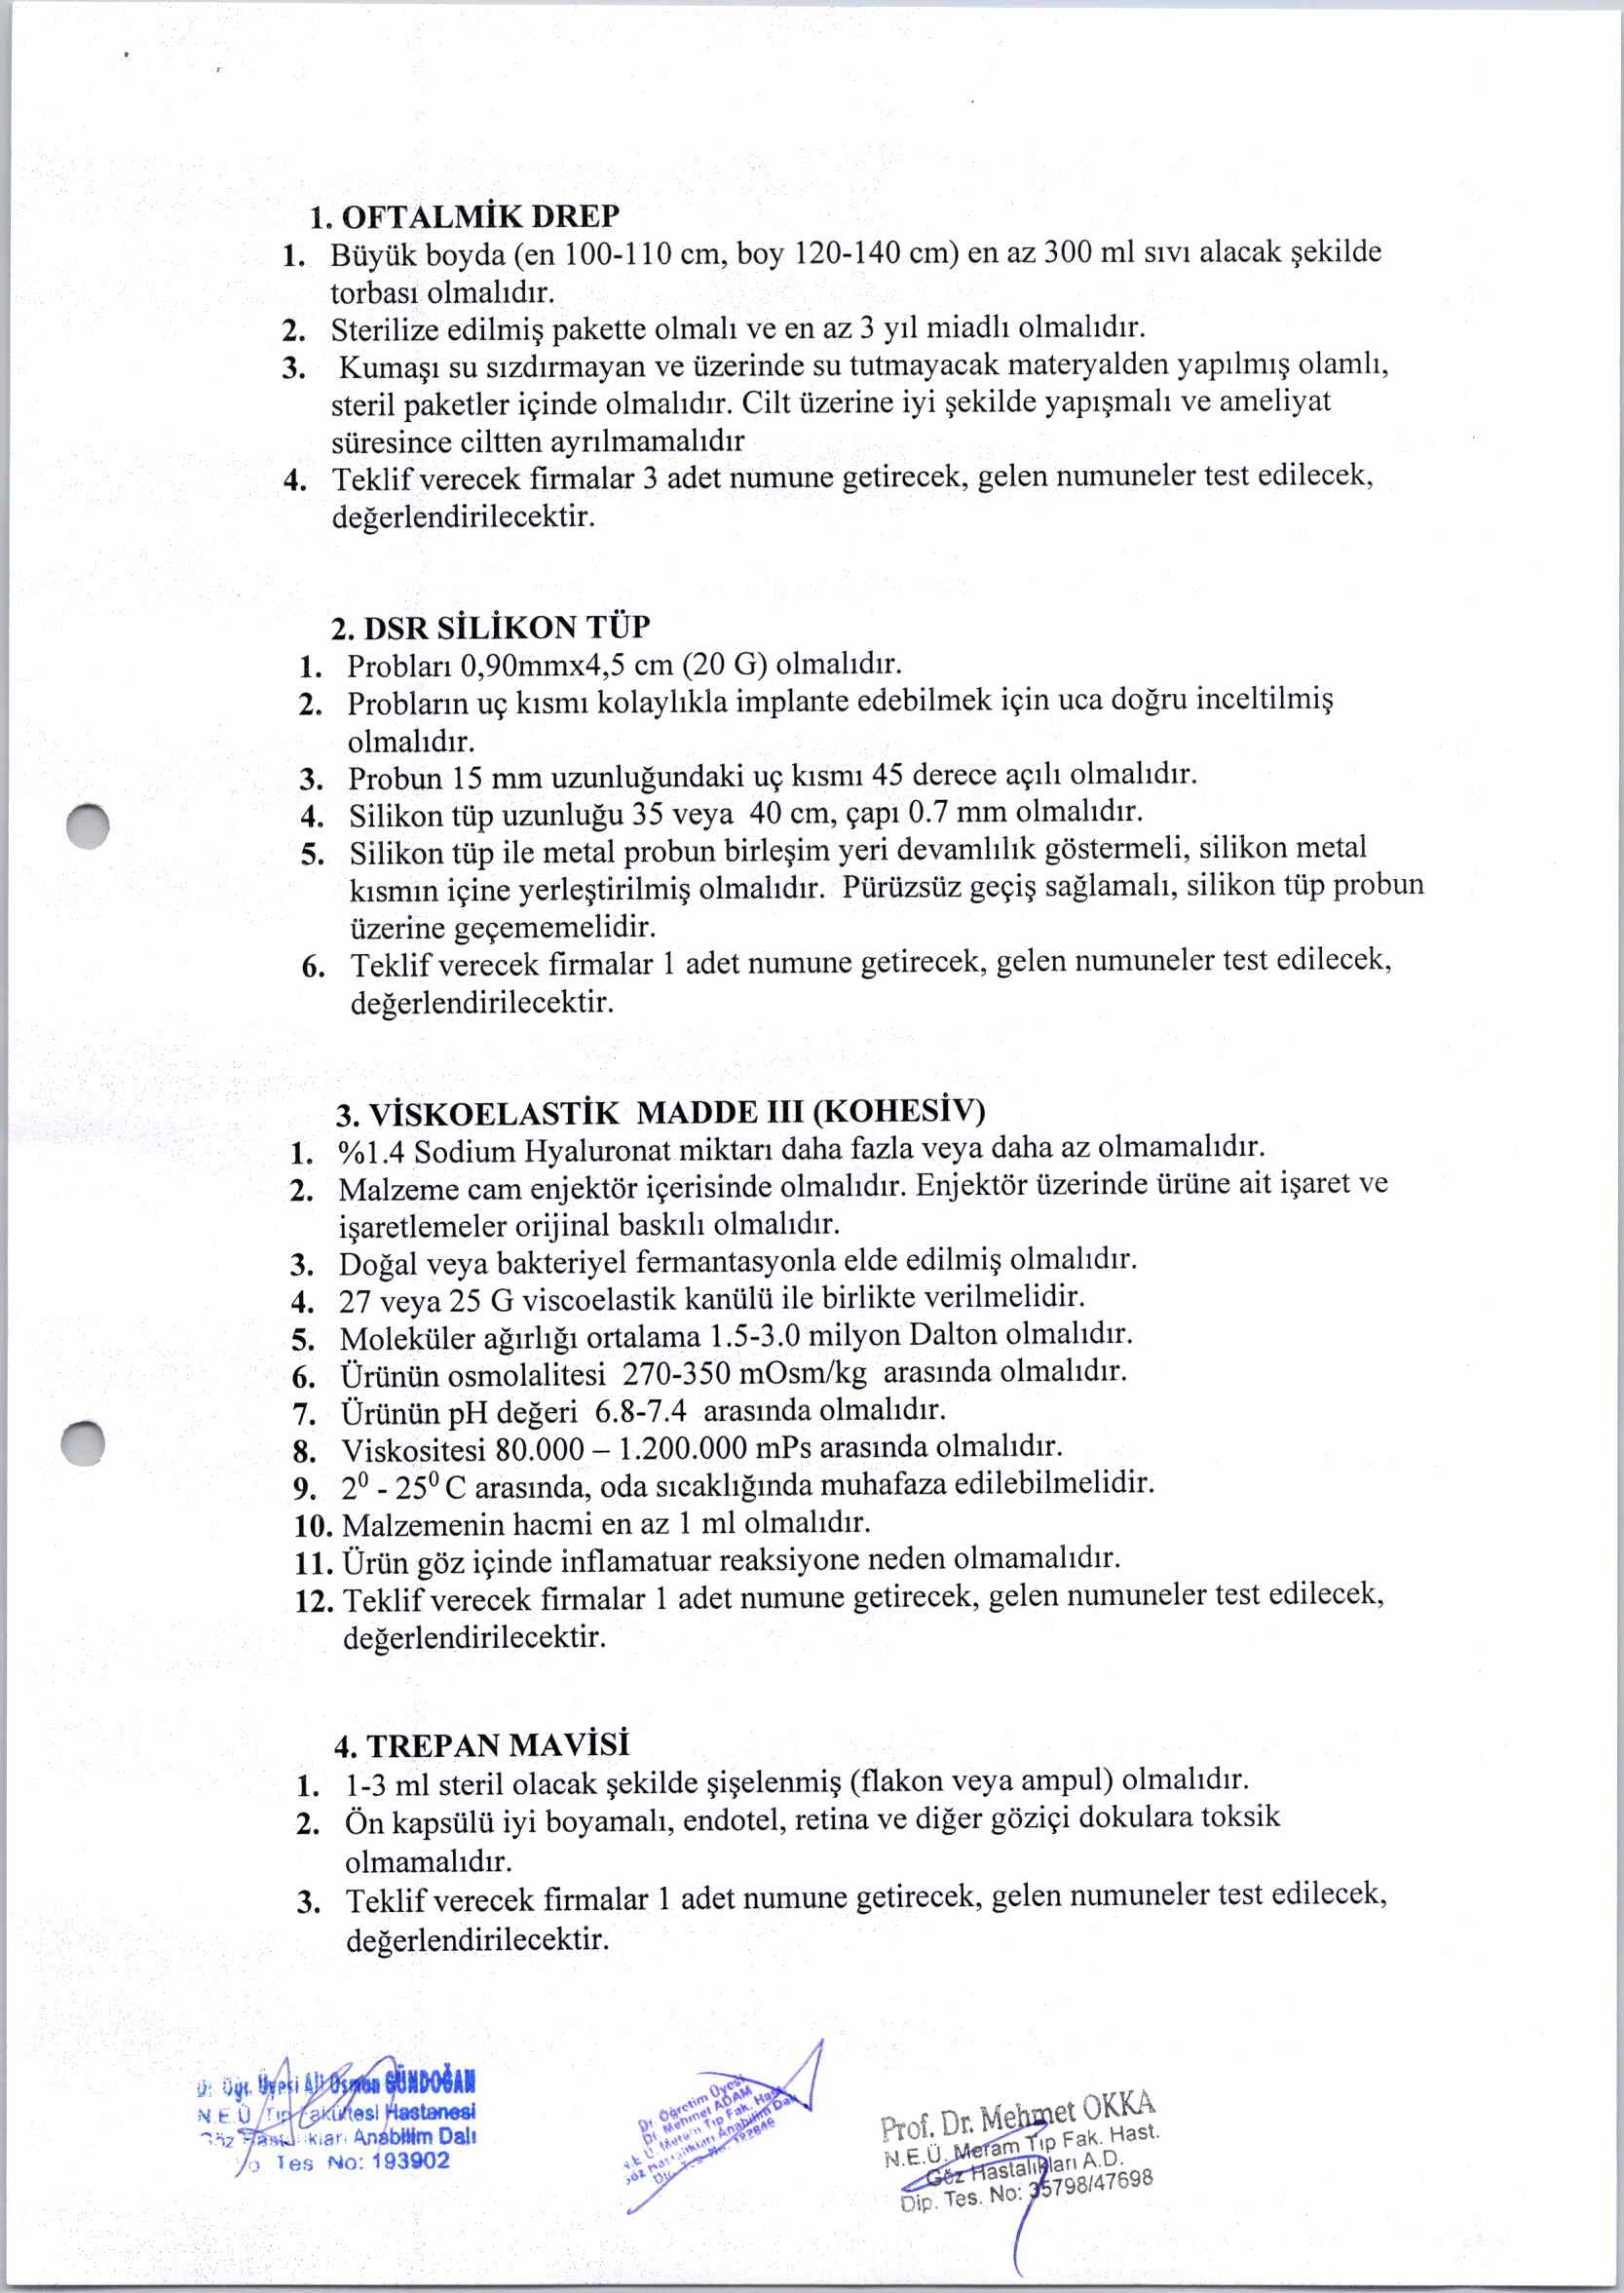 1. OFTALMİK DREP
1. Büyük boyda (en 100-110 cm, boy 120-140 cm) en az 300 ml sıvı alacak şekilde
torbası olmalıdır.
2. Sterilize edilmiş pakette olmalı ve en az 3 yıl miadlı olmalıdır.
3. Kumaşı su sızdırmayan ve üzerinde su tutmayacak materyalden yapılmış olamlı,
steril paketler içinde olmalıdır. Cilt üzerine iyi şekilde yapışmalı ve ameliyat
süresince ciltten ayrılmamalıdır
4. Teklif verecek firmalar 3 adet numune getirecek, gelen numuneler test edilecek,
değerlendirilecektir.
2. DSR SİLİKON TÜP
1. Probları 0,90mmx4,5 cm (20 G) olmalıdır.
2. Probların uç kısmı kolaylıkla implante edebilmek için uca doğru inceltilmiş
olmalıdır.
3. Probun 15 mm uzunluğundaki uç kısmı 45 derece açılı olmalıdır.
4. Silikon tüp uzunluğu 35 veya 40 cm, çapı 0.7 mm olmalıdır.
5. Silikon tüp ile metal probun birleşim yeri devamlılık göstermeli, silikon metal
kısmın içine yerleştirilmiş olmalıdır. Pürüzsüz geçiş sağlamalı, silikon tüp probun
üzerine geçememelidir.
6. Teklif verecek firmalar 1 adet numune getirecek, gelen numuneler test edilecek,
değerlendirilecektir.
3. VİSKOELASTİK MADDE III (KOHESİV)
1. %1.4 Sodium Hyaluronat miktarı daha fazla veya daha az olmamalıdır.
2. Malzeme cam enjektör içerisinde olmalıdır. Enjektör üzerinde ürüne ait işaret ve
işaretlemeler orijinal baskılı olmalıdır.
3. Doğal veya bakteriyel fermantasyonla elde edilmiş olmalıdır.
4. 27 veya 25 G viscoelastik kanülü ile birlikte verilmelidir.
5. Moleküler ağırlığı ortalama 1.5-3.0 milyon Dalton olmalıdır.
6. Ürünün osmolalitesi 270-350 mOsm/kg arasında olmalıdır.
7. Ürünün pH değeri 6.8-7.4 arasında olmalıdır.
8. Viskositesi 80.000 – 1.200.000 mPs arasında olmalıdır.
9. 2⁰ - 25⁰ C arasında, oda sıcaklığında muhafaza edilebilmelidir.
10. Malzemenin hacmi en az 1 ml olmalıdır.
11. Ürün göz içinde inflamatuar reaksiyone neden olmamalıdır.
12. Teklif verecek firmalar 1 adet numune getirecek, gelen numuneler test edilecek,
değerlendirilecektir.
4. TREPAN MAVİSİ
1. 1-3 ml steril olacak şekilde şişelenmiş (flakon veya ampul) olmalıdır.
2. Ön kapsülü iyi boyamalı, endotel, retina ve diğer göziçi dokulara toksik
olmamalıdır.
3. Teklif verecek firmalar 1 adet numune getirecek, gelen numuneler test edilecek,
değerlendirilecektir.
Üyesi Ali Osman GÜNDOĞAN
N.E.Ü Tıp Fakültesi Hastanesi
Anabilim Dalı
Tes No: 193902
Dr. Öğretim Üyesi
Mehmet ADAM
Meram Tıp Fak. Hast.
Anabilim Dalı
Prof. Dr. Mehmet OKKA
N.E.Ü. Meram Tıp Fak. Hast.
Göz Hastalıkları A.D.
Dip. Tes. No: 35798/47698